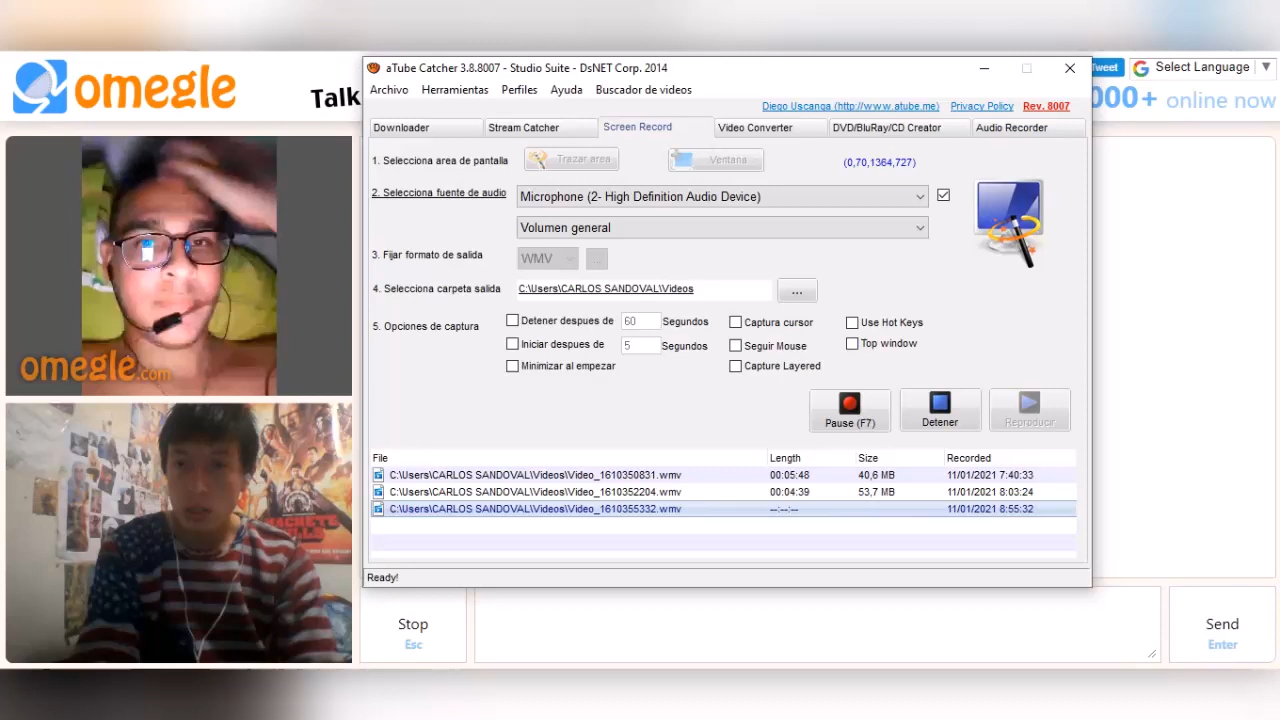 omegle
Talk
Tweet
Select Language
000+ online now
aTube Catcher 3.8.8007 - Studio Suite - DsNET Corp. 2014
Archivo Herramientas Perfiles Ayuda Buscador de videos
Diego Uscanga (http://www.atube.me) Privacy Policy Rev. 8007
Downloader Stream Catcher Screen Record Video Converter DVD/BluRay/CD Creator Audio Recorder
1. Selecciona area de pantalla Trazar area Ventana (0,70,1364,727)
2. Selecciona fuente de audio Microphone (2- High Definition Audio Device)
Volumen general
3. Fijar formato de salida WMV ...
4. Selecciona carpeta salida C:\Users\CARLOS SANDOVAL\Videos ...
5. Opciones de captura
Detener despues de 60 Segundos Captura cursor Use Hot Keys
Iniciar despues de 5 Segundos Seguir Mouse Top window
Minimizar al empezar Capture Layered
Pause (F7) Detener Reproducir
File Length Size Recorded
C:\Users\CARLOS SANDOVAL\Videos\Video_1610350831.wmv 00:05:48 40,6 MB 11/01/2021 7:40:33
C:\Users\CARLOS SANDOVAL\Videos\Video_1610352204.wmv 00:04:39 53,7 MB 11/01/2021 8:03:24
C:\Users\CARLOS SANDOVAL\Videos\Video_1610355332.wmv --:--:-- 11/01/2021 8:55:32
Ready!
omegle.com
MACHETE
KILLS
Stop
Esc
Send
Enter